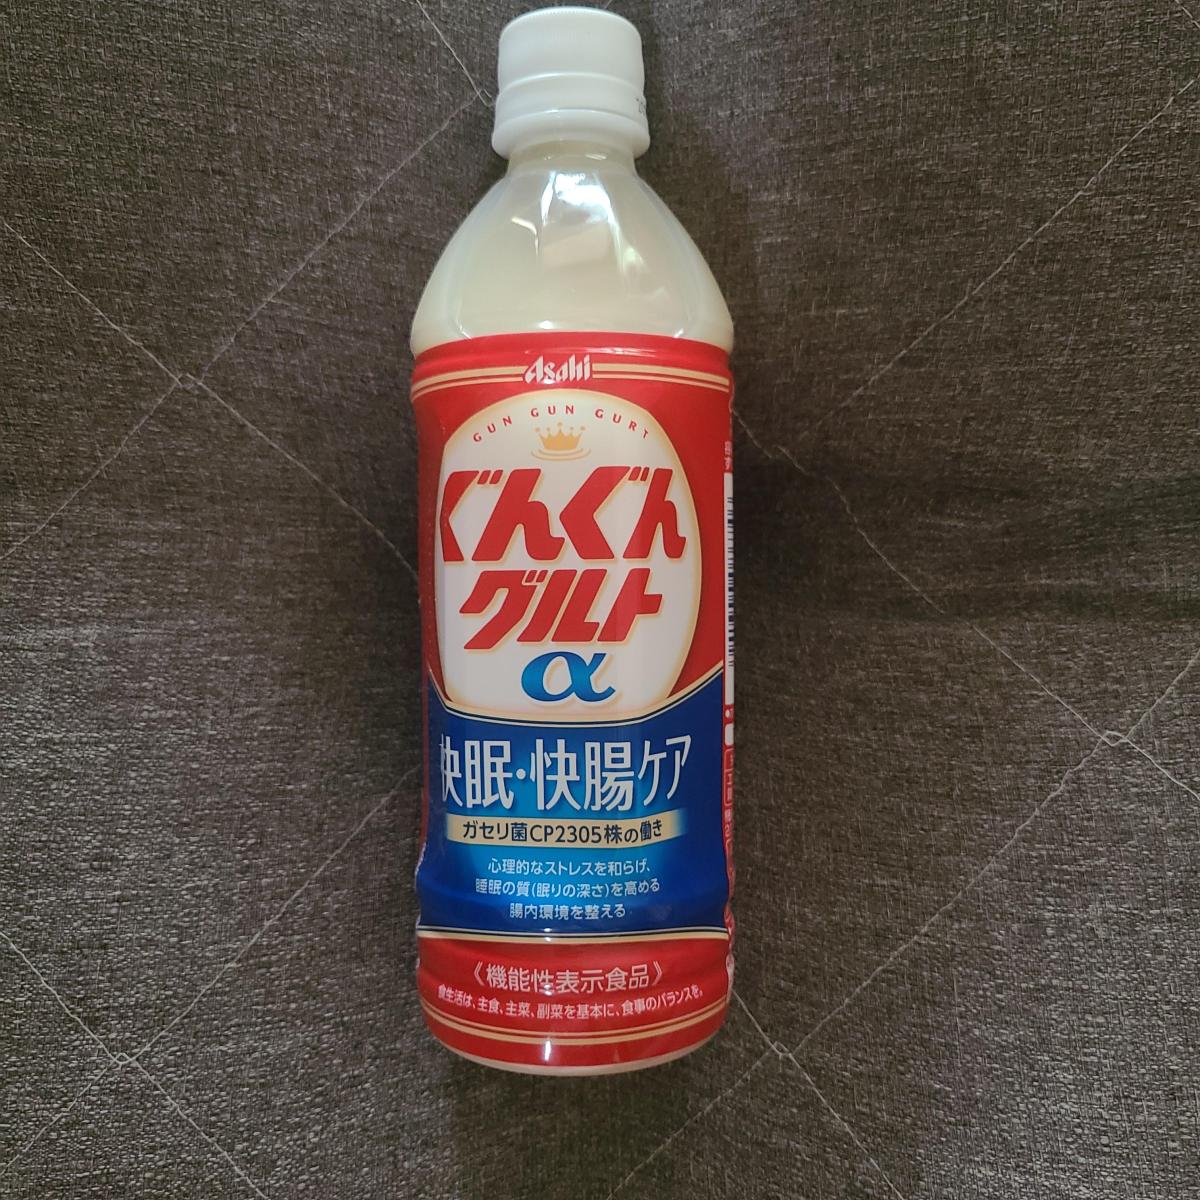 Asahi
GUN GUN GURT
ぐんぐん
グルト
α
快眠・快腸ケア
ガセリ菌CP2305株の働き
心理的なストレスを和らげ、
睡眠の質(眠りの深さ)を高める
腸内環境を整える
《機能性表示食品》
食生活は、主食、主菜、副菜を基本に、食事のバランスを。